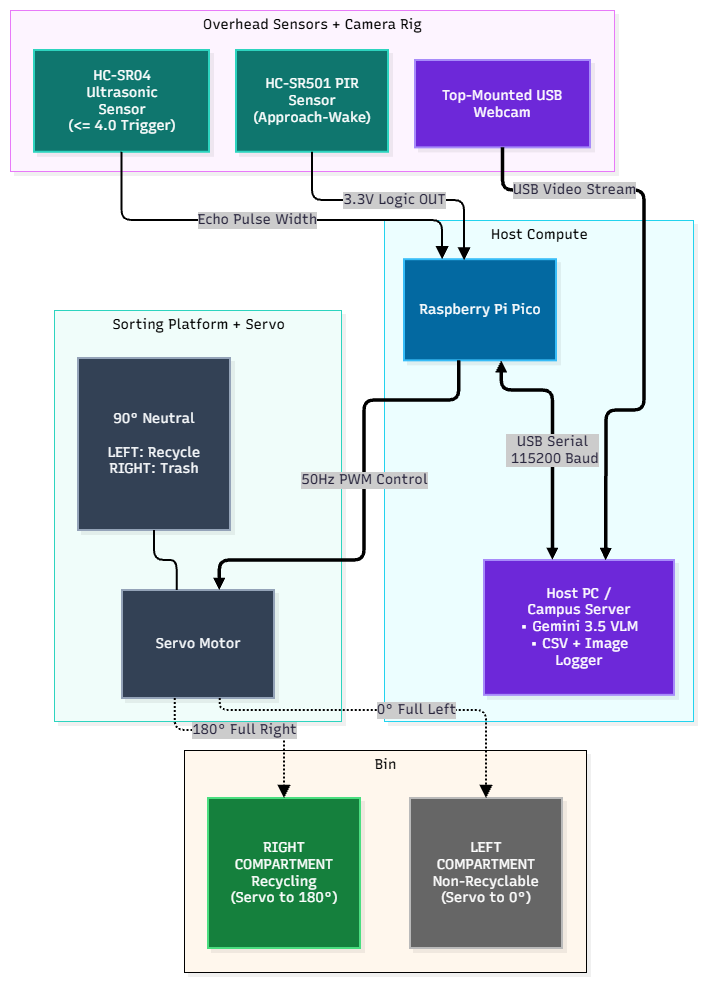 Overhead Sensors + Camera Rig
HC-SR04
Ultrasonic
Sensor
(<= 4.0 Trigger)
HC-SR501 PIR
Sensor
(Approach-Wake)
Top-Mounted USB
Webcam
USB Video Stream
3.3V Logic OUT
Echo Pulse Width
Host Compute
Raspberry Pi Pico
Sorting Platform + Servo
90° Neutral
LEFT: Recycle
RIGHT: Trash
USB Serial
115200 Baud
50Hz PWM Control
Host PC /
Campus Server
▪ Gemini 3.5 VLM
▪ CSV + Image
Logger
Servo Motor
0° Full Left
180° Full Right
Bin
RIGHT
COMPARTMENT
Recycling
(Servo to 180°)
LEFT
COMPARTMENT
Non-Recyclable
(Servo to 0°)